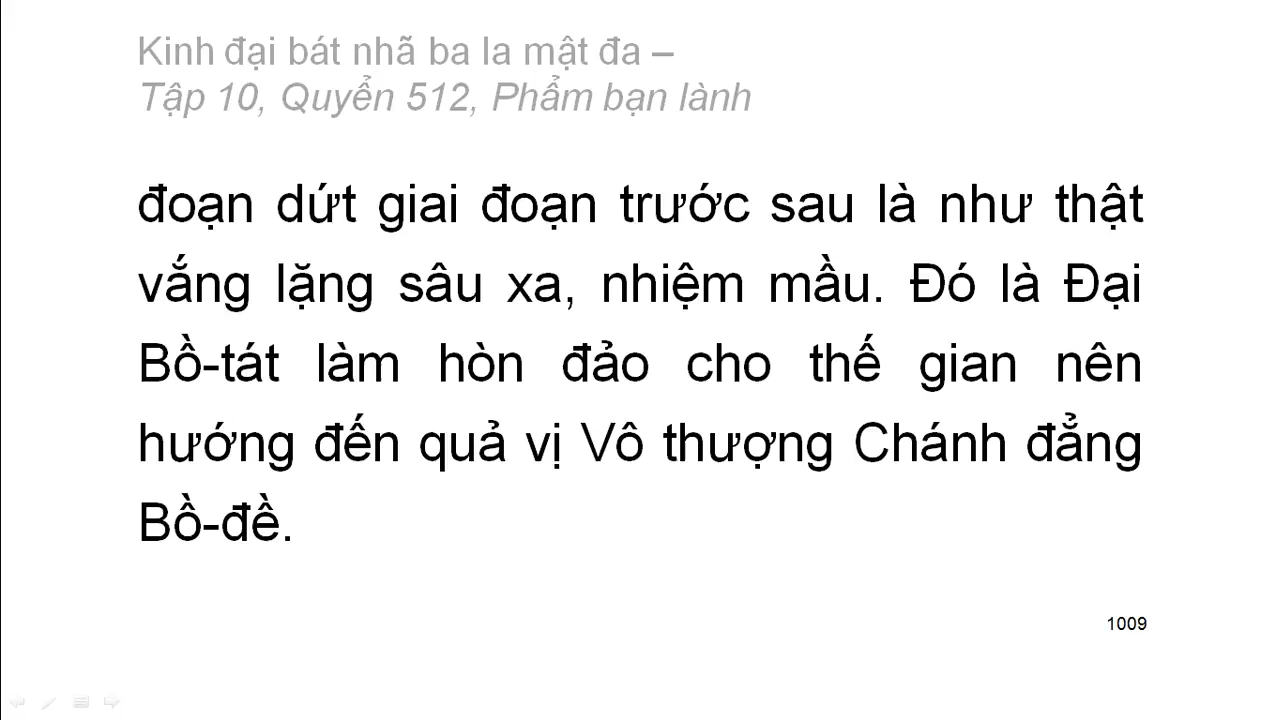 Kinh đại bát nhã ba la mật đa –
Tập 10, Quyển 512, Phẩm bạn lành
đoạn dứt giai đoạn trước sau là như thật
vắng lặng sâu xa, nhiệm mầu. Đó là Đại
Bồ-tát làm hòn đảo cho thế gian nên
hướng đến quả vị Vô thượng Chánh đẳng
Bồ-đề.
1009